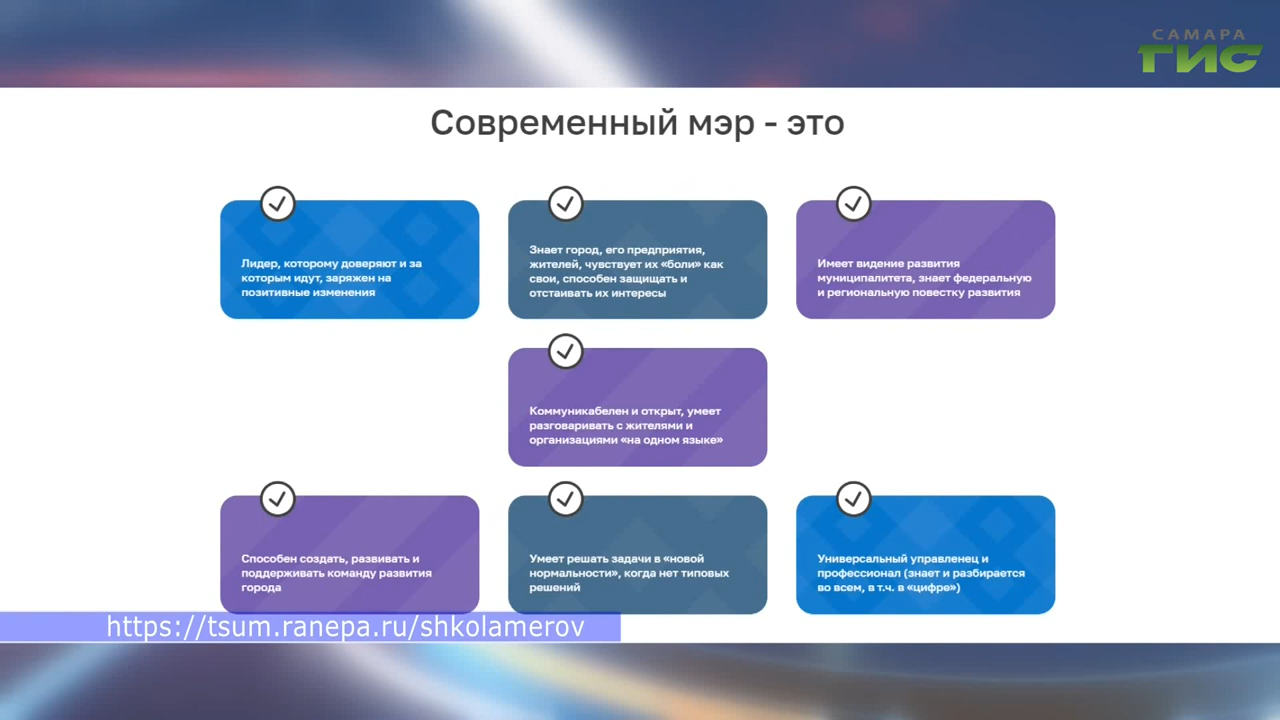 САМАРА
ГИС
Современный мэр - это
Лидер, которому доверяют и за
которым идут, заряжен на
позитивные изменения
Знает город, его предприятия,
жителей, чувствует их «боли» как
свои, способен защищать и
отстаивать их интересы
Имеет видение развития
муниципалитета, знает федеральную
и региональную повестку развития
Коммуникабелен и открыт, умеет
разговаривать с жителями и
организациями «на одном языке»
Способен создать, развивать и
поддерживать команду развития
города
Умеет решать задачи в «новой
нормальности», когда нет типовых
решений
Универсальный управленец и
профессионал (знает и разбирается
во всем, в т.ч. в «цифре»)
https://tsum.ranepa.ru/shkolamerov